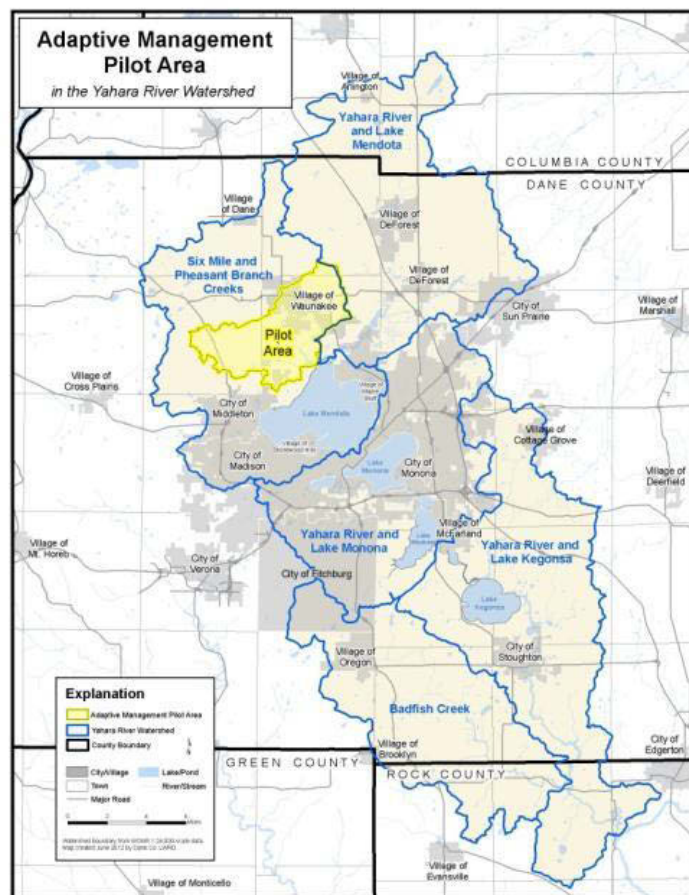 Adaptive Management
Pilot Area
in the Yahara River Watershed
Village of
Arlington
Yahara River
and Lake
Mendota
COLUMBIA COUNTY
DANE COUNTY
Village
of Dane
Village of
DeForest
Six Mile and
Pheasant Branch
Creeks
Village of
DeForest
Village of
Waunakee
City of
Sun Prairie
Village of
Marshall
Pilot
Area
Village of
Cross Plains
City of
Middleton
Lake Mendota
Village of
Cottage Grove
City of
Madison
Lake
Monona
City of
Monona
Village of
Deerfield
Village of
Mt. Horeb
City of
Verona
Yahara River and
Lake Monona
Village of
McFarland
Yahara River and
Lake Kegonsa
City of Fitchburg
Lake
Kegonsa
Village of
Oregon
City of
Stoughton
Badfish Creek
Village of
Brooklyn
City of
Edgerton
GREEN COUNTY
ROCK COUNTY
Village of
Evansville
Village of Monticello
Explanation
Adaptive Management Pilot Area
Yahara River Watershed
County Boundary
City/Village
Lake/Pond
Town
River/Stream
Major Road